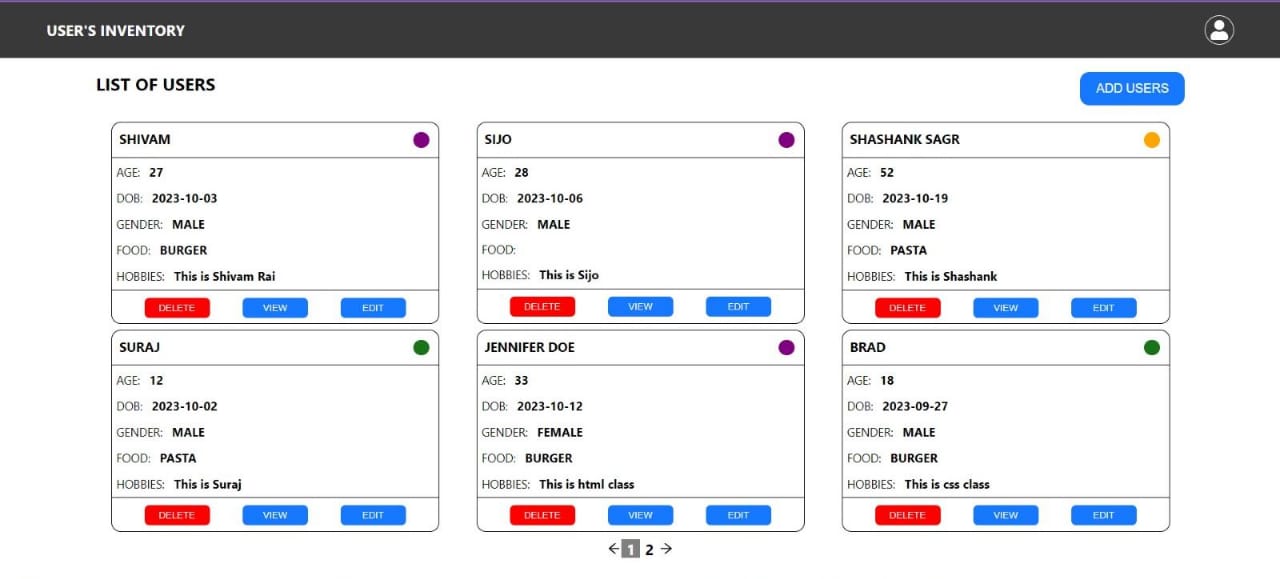 USER'S INVENTORY
LIST OF USERS
ADD USERS
SHIVAM
AGE: 27
DOB: 2023-10-03
GENDER: MALE
FOOD: BURGER
HOBBIES: This is Shivam Rai
DELETE VIEW EDIT
SIJO
AGE: 28
DOB: 2023-10-06
GENDER: MALE
FOOD:
HOBBIES: This is Sijo
DELETE VIEW EDIT
SHASHANK SAGR
AGE: 52
DOB: 2023-10-19
GENDER: MALE
FOOD: PASTA
HOBBIES: This is Shashank
DELETE VIEW EDIT
SURAJ
AGE: 12
DOB: 2023-10-02
GENDER: MALE
FOOD: PASTA
HOBBIES: This is Suraj
DELETE VIEW EDIT
JENNIFER DOE
AGE: 33
DOB: 2023-10-12
GENDER: FEMALE
FOOD: BURGER
HOBBIES: This is html class
DELETE VIEW EDIT
BRAD
AGE: 18
DOB: 2023-09-27
GENDER: MALE
FOOD: BURGER
HOBBIES: This is css class
DELETE VIEW EDIT
← 1 2 →